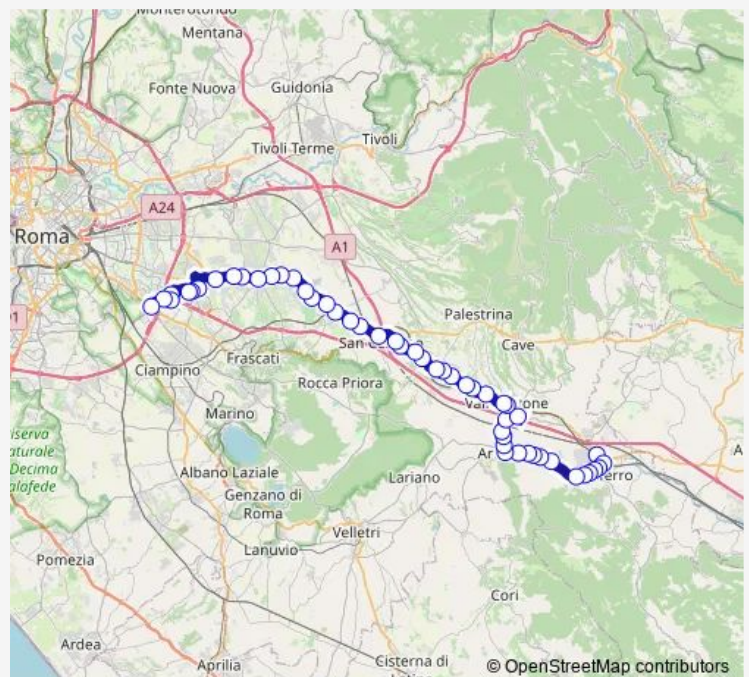 Monterotondo
Mentana
Fonte Nuova
Guidonia
Tivoli
Tivoli Terme
A24
Roma
A1
Palestrina
Cave
Frascati
Ciampino
Rocca Priora
Marino
Albano Laziale
Genzano di
Roma
Lariano
Velletri
Lanuvio
Decima
Pomezia
Cori
Ardea
Aprilia
Cisterna di
© OpenStreetMap contributors